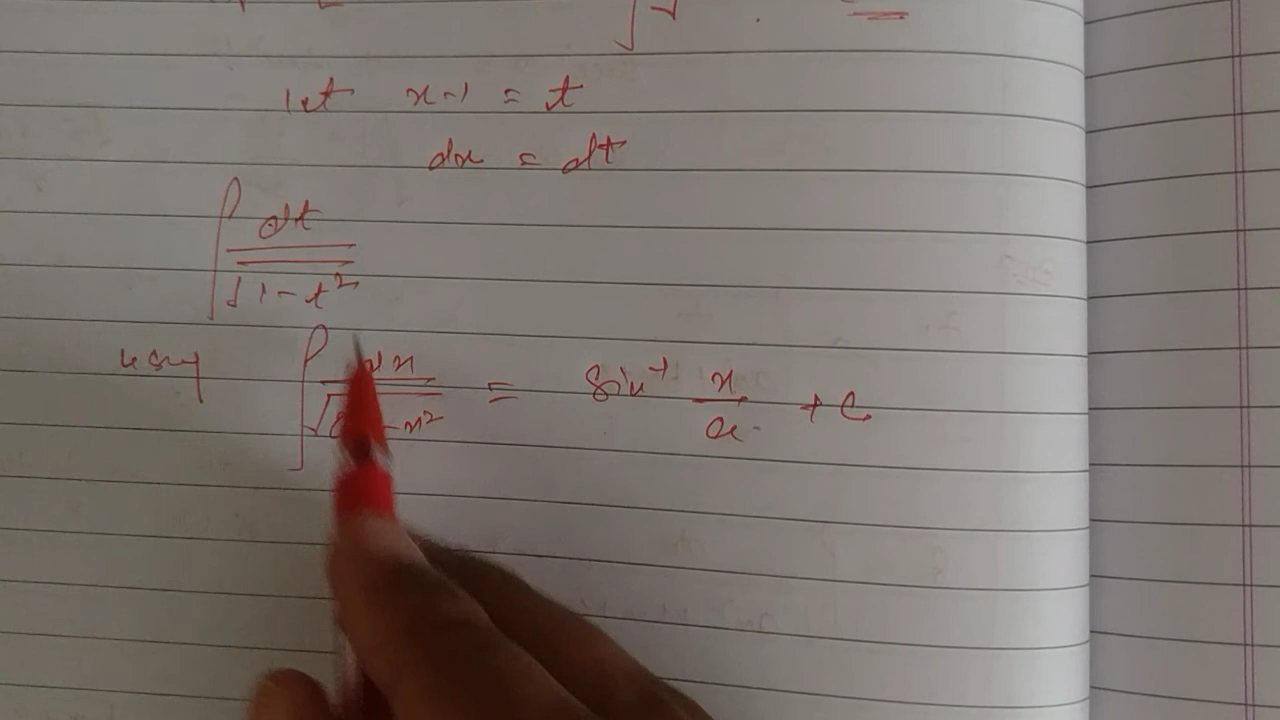 let x-1 = t
dx = dt
∫ dt / √1-t²
using ∫ dx / √a²-x² = Sin⁻¹ x/a + c